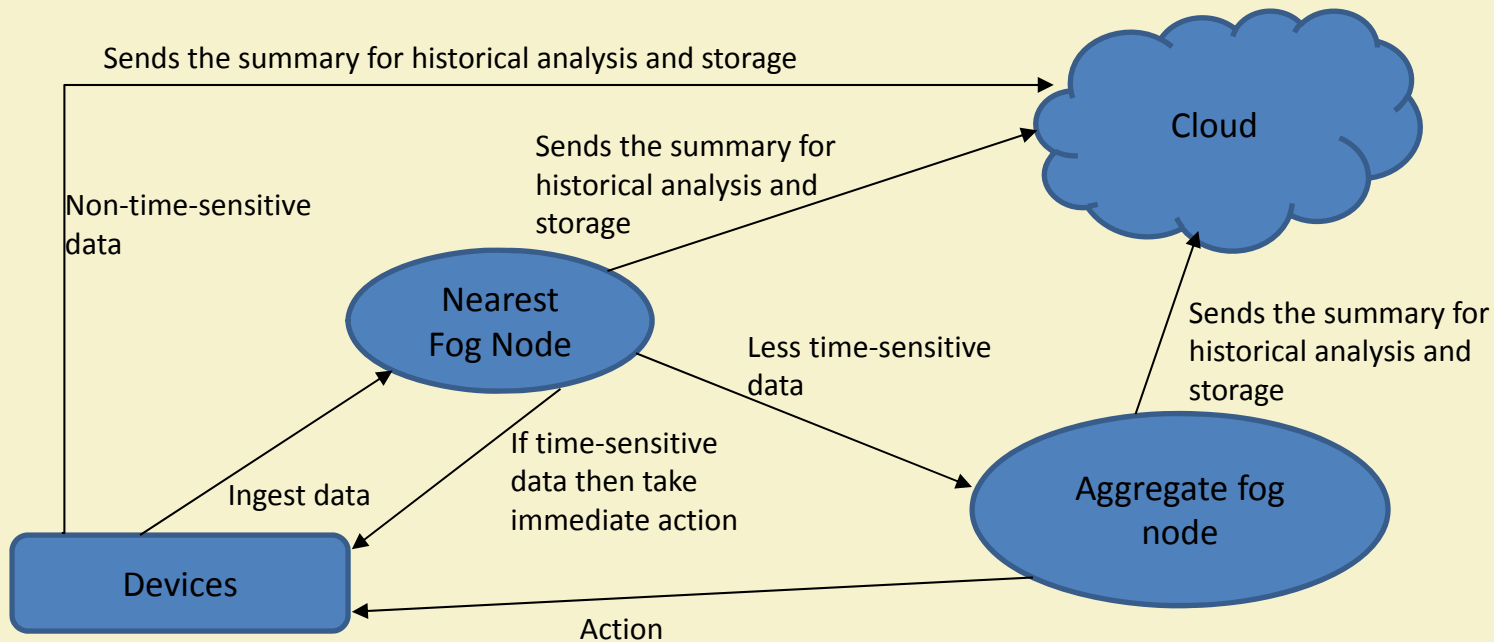 Sends the summary for historical analysis and storage
Cloud
Sends the summary for
historical analysis and
storage
Non-time-sensitive
data
Nearest
Fog Node
Less time-sensitive
data
Sends the summary for
historical analysis and
storage
If time-sensitive
data then take
immediate action
Ingest data
Aggregate fog
node
Devices
Action